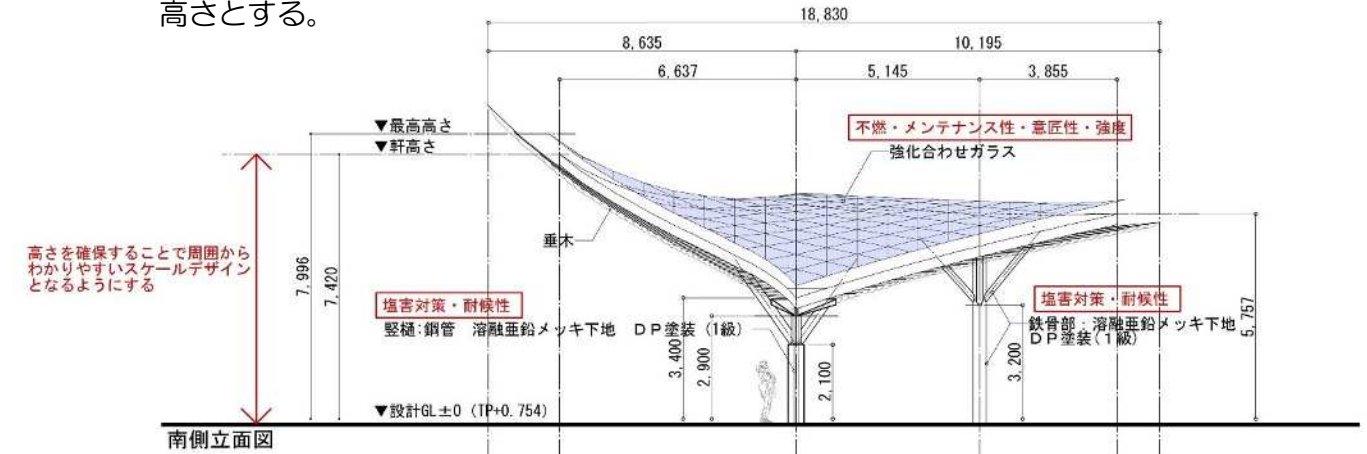 高さとする。
18,830
8,635
10,195
6,637
5,145
3,855
▼最高高さ
▼軒高さ
不燃・メンテナンス性・意匠性・強度
強化合わせガラス
垂木
高さを確保することで周囲から
わかりやすいスケールデザイン
となるようにする
7,996
7,420
塩害対策・耐候性
竪樋:鋼管 溶融亜鉛メッキ下地 DP塗装(1級)
塩害対策・耐候性
鉄骨部:溶融亜鉛メッキ下地
DP塗装(1級)
3,400
2,900
2,100
3,200
5,757
▼設計GL±0 (TP+0.754)
南側立面図